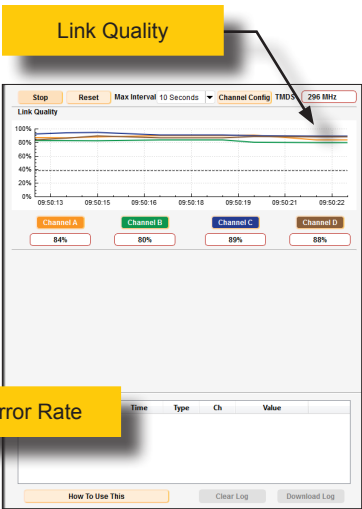 Link Quality
Stop Reset Max Interval 10 Seconds Channel Config TMDS 296 MHz
Link Quality
100%
80%
60%
40%
20%
0%
09:50:13 09:50:15 09:50:16 09:50:18 09:50:19 09:50:21 09:50:22
Channel A Channel B Channel C Channel D
84% 80% 89% 88%
rror Rate
Time Type Ch Value
How To Use This Clear Log Download Log